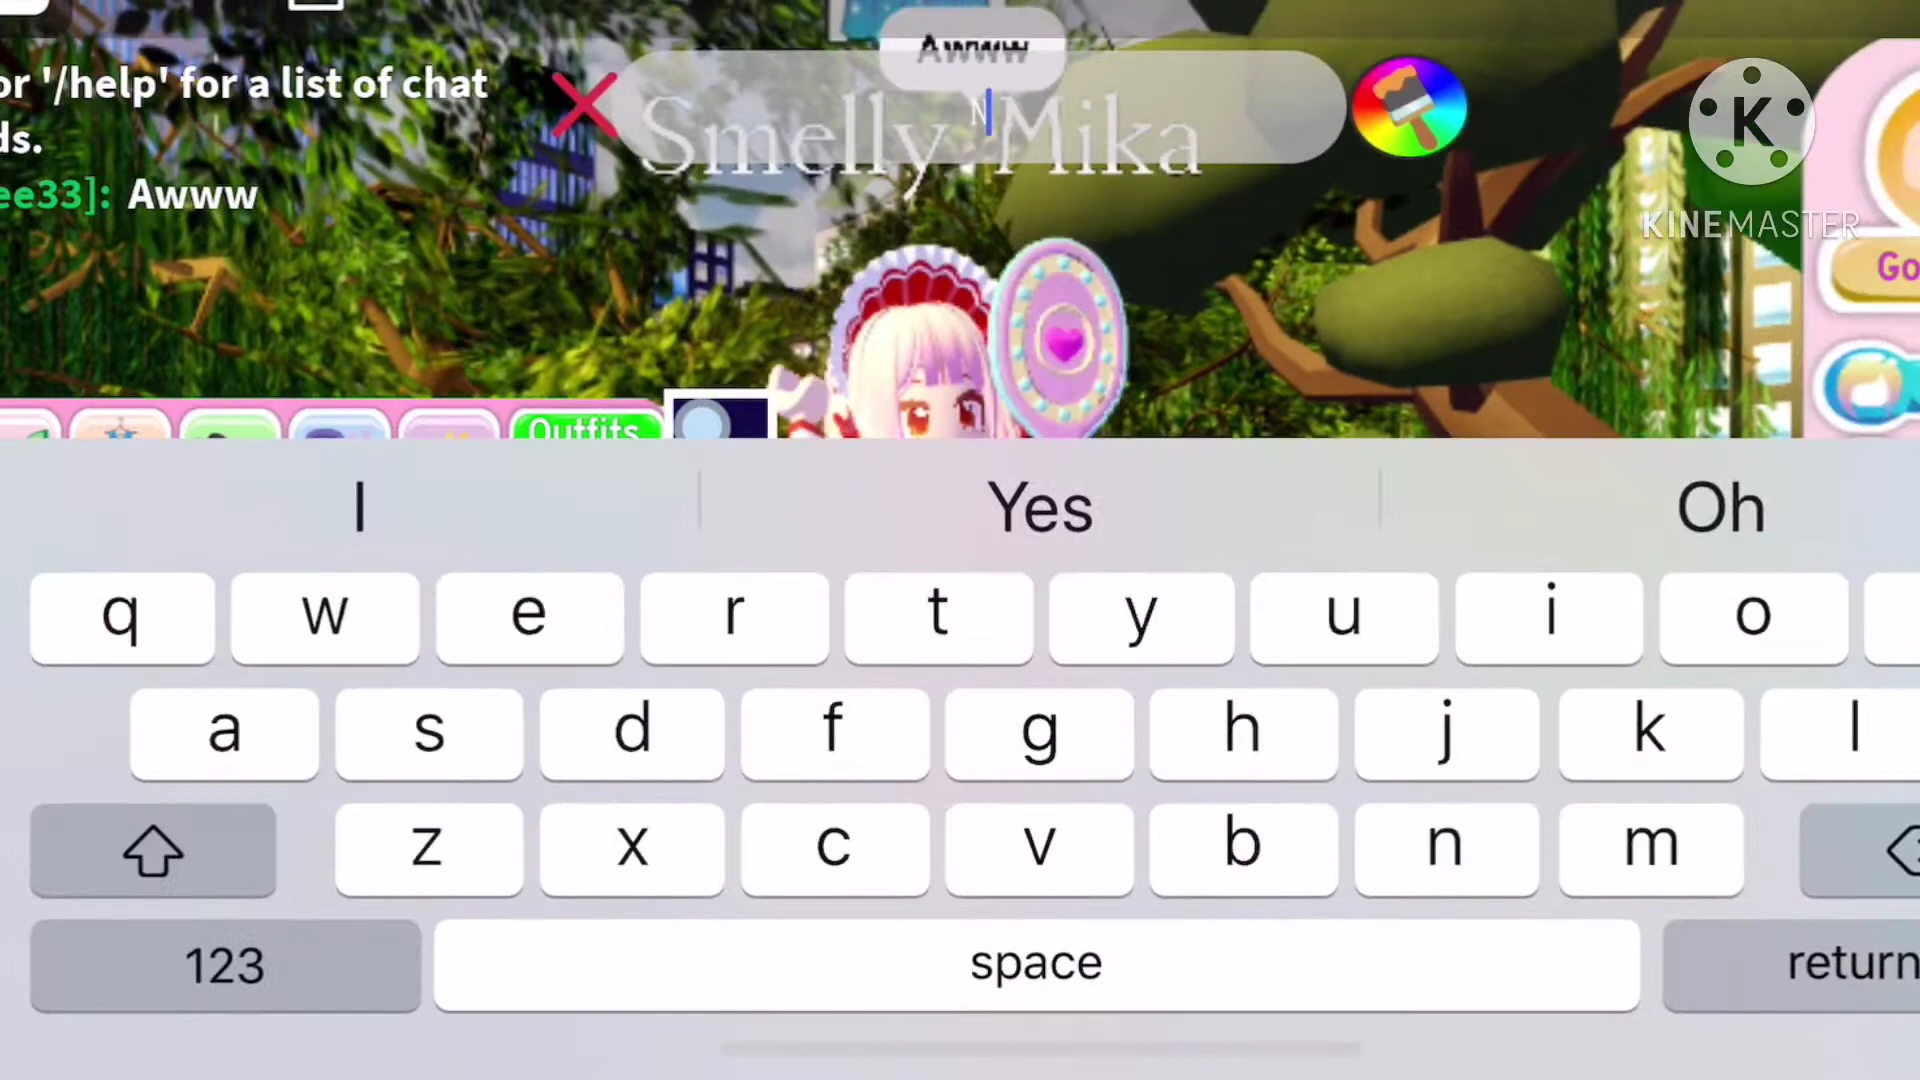 or '/help' for a list of chat
ds.
ee33]: Awww
Awww
N
Smelly Mika
K
KINEMASTER
Go
Outfits
I Yes Oh
q w e r t y u i o
a s d f g h j k l
z x c v b n m
123 space return